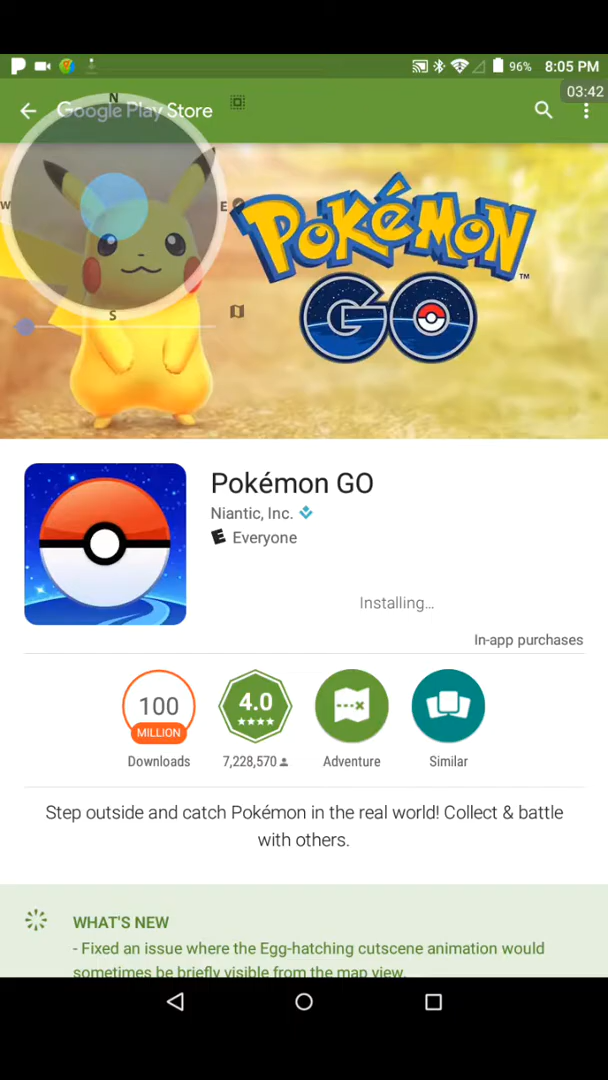 96% 8:05 PM
03:42
N
Google Play Store
W
E
S
POKéMON
TM
GO
Pokémon GO
Niantic, Inc.
E Everyone
Installing...
In-app purchases
100
MILLION
Downloads
4.0
7,228,570
Adventure
Similar
Step outside and catch Pokémon in the real world! Collect & battle
with others.
WHAT'S NEW
- Fixed an issue where the Egg-hatching cutscene animation would
sometimes be briefly visible from the map view.